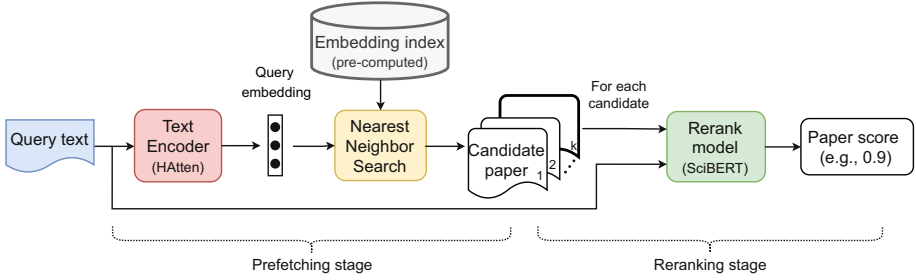 Embedding index
(pre-computed)
Query
embedding
For each
candidate
Query text
Text
Encoder
(HAtten)
Nearest
Neighbor
Search
Candidate
paper
1
2
k
Rerank
model
(SciBERT)
Paper score
(e.g., 0.9)
Prefetching stage
Reranking stage